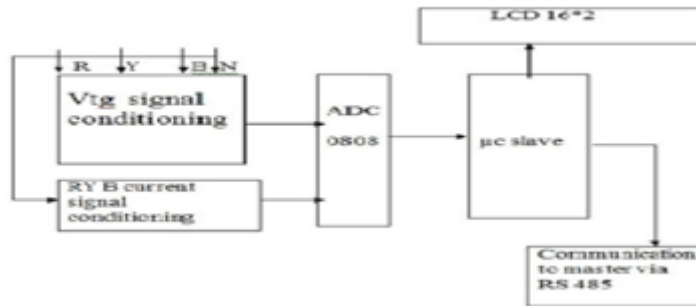 LCD 16*2
R Y B N
Vtg signal
conditioning
ADC
0808
μc slave
RY B current
signal
conditioning
Communication
to master via
RS 485